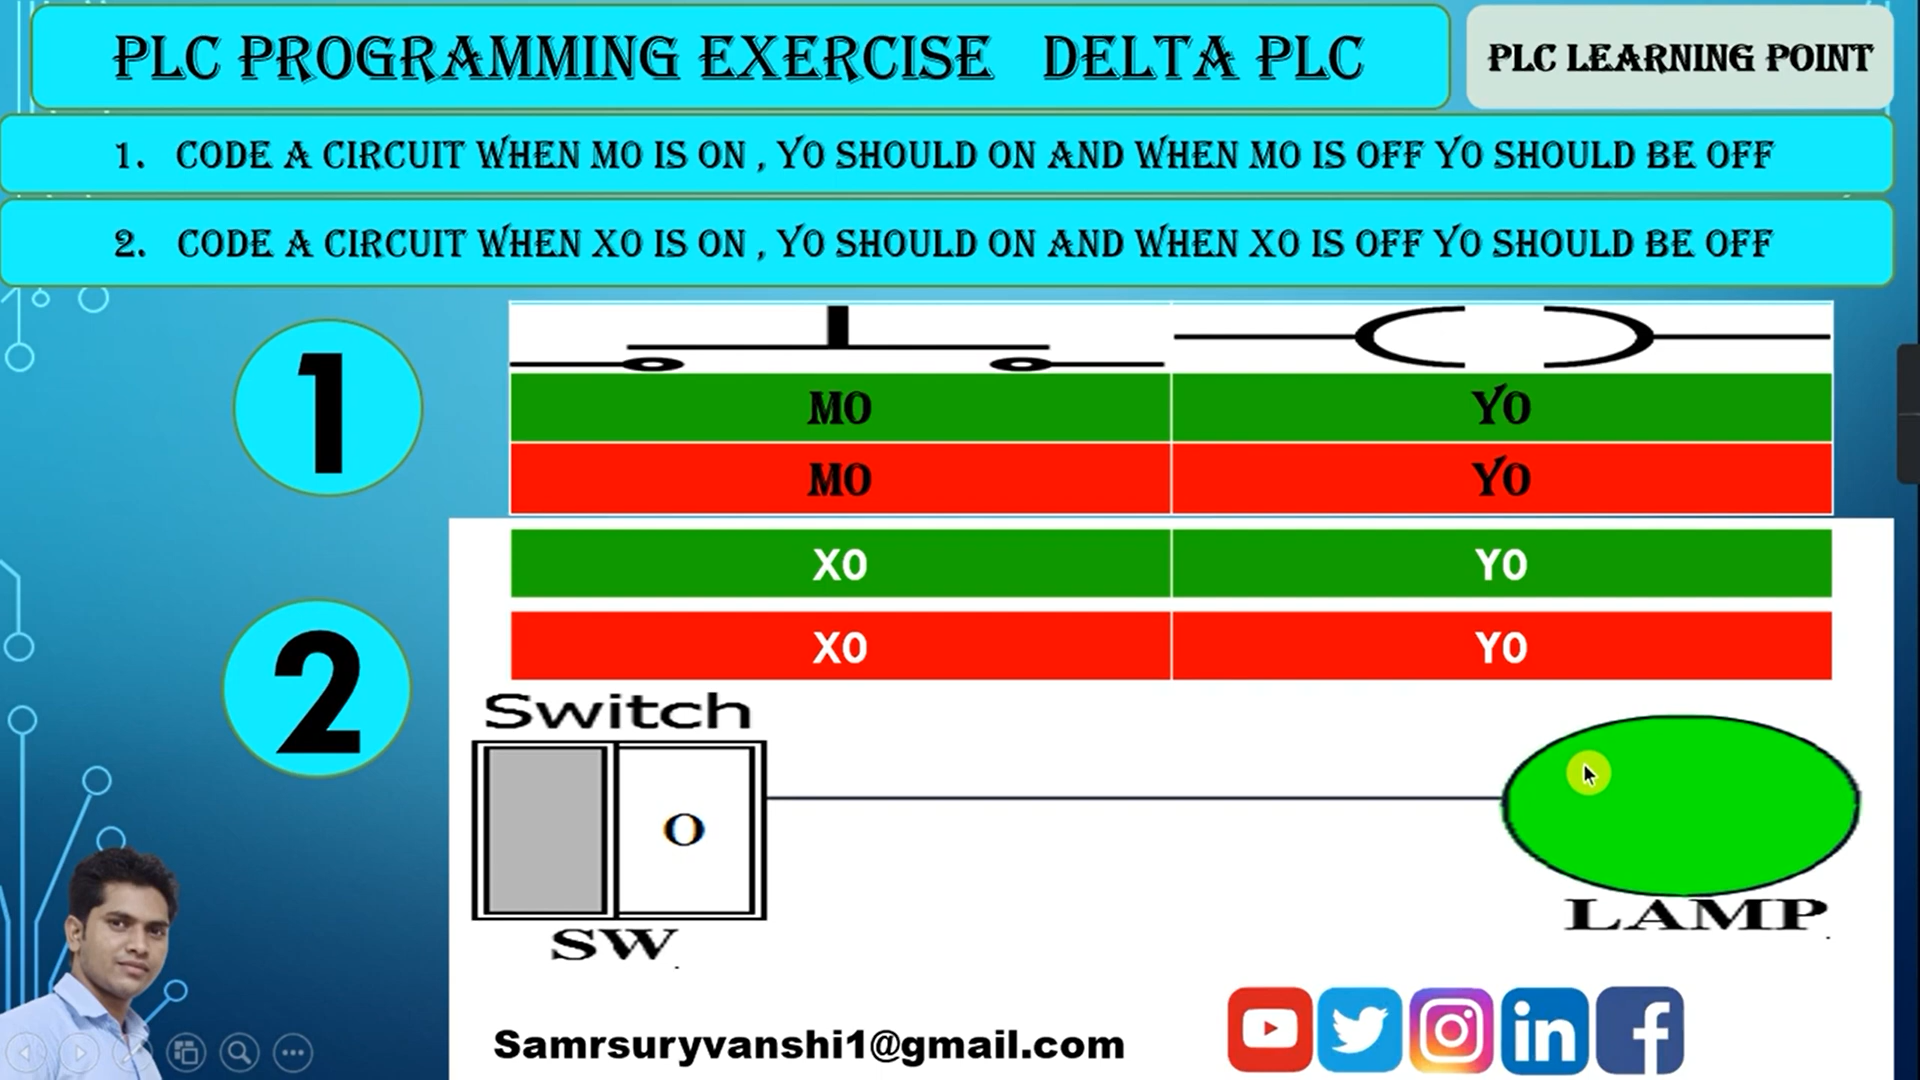 PLC PROGRAMMING EXERCISE DELTA PLC
PLC LEARNING POINT
1. CODE A CIRCUIT WHEN M0 IS ON , Y0 SHOULD ON AND WHEN M0 IS OFF Y0 SHOULD BE OFF
2. CODE A CIRCUIT WHEN X0 IS ON , Y0 SHOULD ON AND WHEN X0 IS OFF Y0 SHOULD BE OFF
1
M0 Y0
M0 Y0
X0 Y0
X0 Y0
2
Switch
O
SW
LAMP
Samrsuryvanshi1@gmail.com
in
f